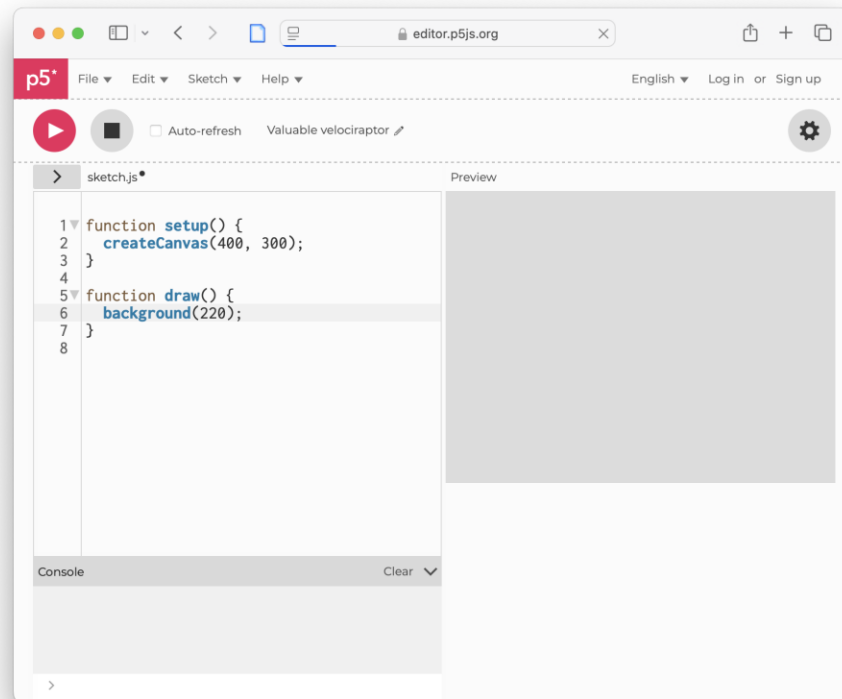 editor.p5js.org
p5* File Edit Sketch Help English Log in or Sign up
Auto-refresh Valuable velociraptor
sketch.js Preview
1 function setup() {
2   createCanvas(400, 300);
3 }
4
5 function draw() {
6   background(220);
7 }
8
Console Clear
>